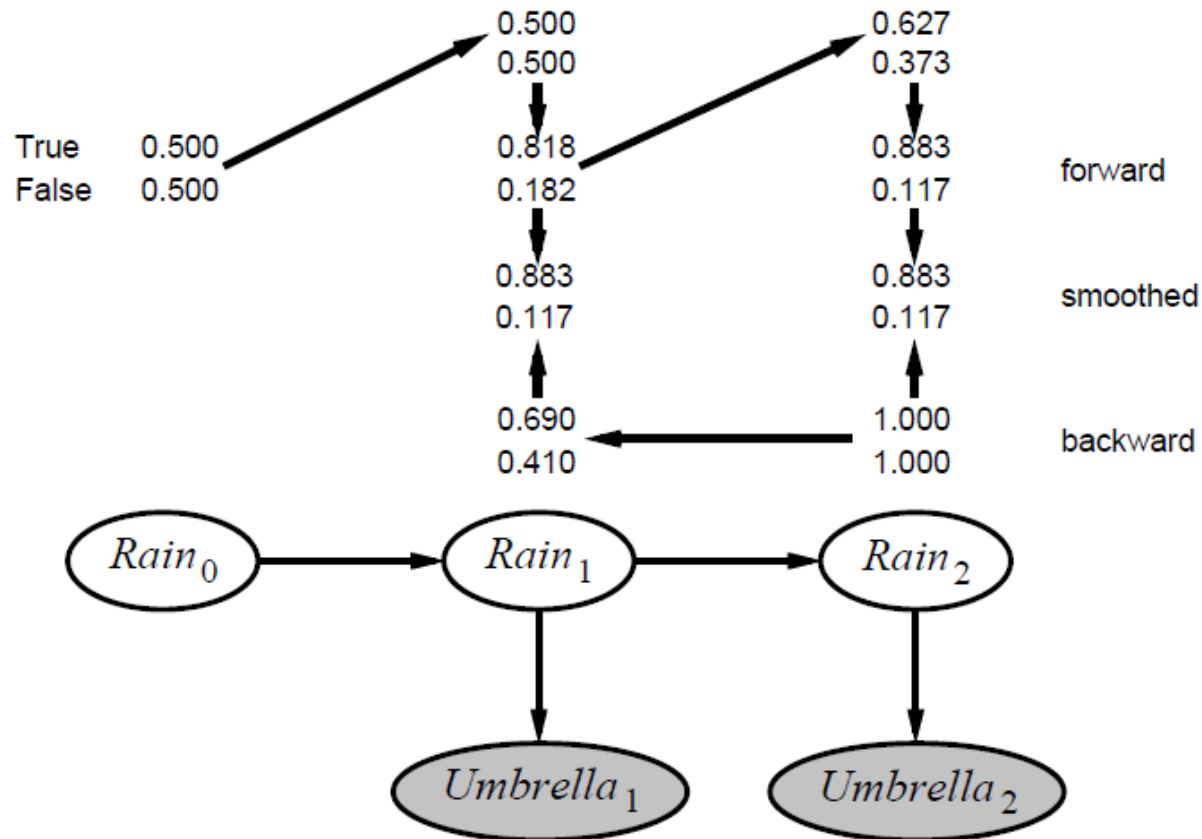 0.500 0.627
0.500 0.373
True 0.500 0.818 0.883
forward
False 0.500 0.182 0.117
0.883 0.883
smoothed
0.117 0.117
0.690 1.000
backward
0.410 1.000
Rain0 Rain1 Rain2
Umbrella1 Umbrella2